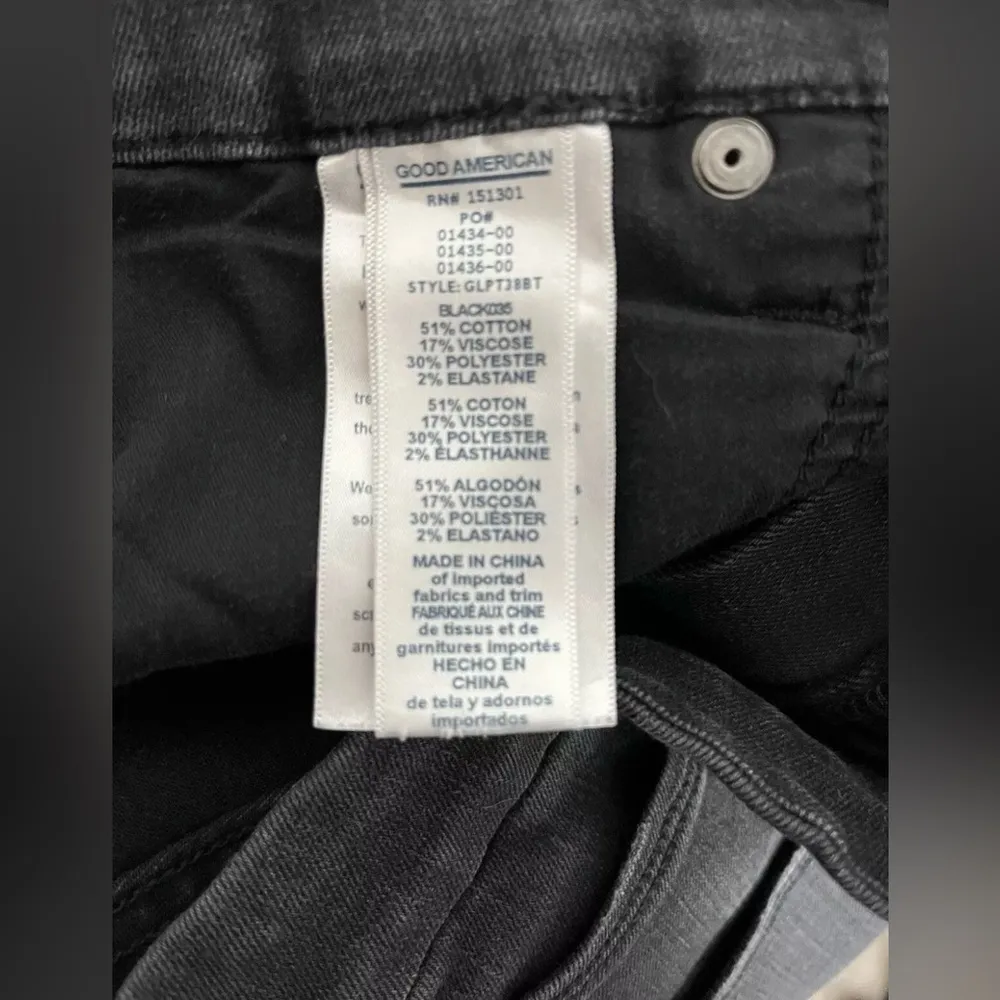 GOOD AMERICAN
RN# 151301
PO#
01434-00
01435-00
01436-00
STYLE: GLPT38BT
BLACK035
51% COTTON
17% VISCOSE
30% POLYESTER
2% ELASTANE
51% COTON
17% VISCOSE
30% POLYESTER
2% ÉLASTHANNE
51% ALGODÓN
17% VISCOSA
30% POLIÉSTER
2% ELASTANO
MADE IN CHINA
of imported
fabrics and trim
FABRIQUÉ AUX CHINE
de tissus et de
garnitures importés
HECHO EN
CHINA
de tela y adornos
importados